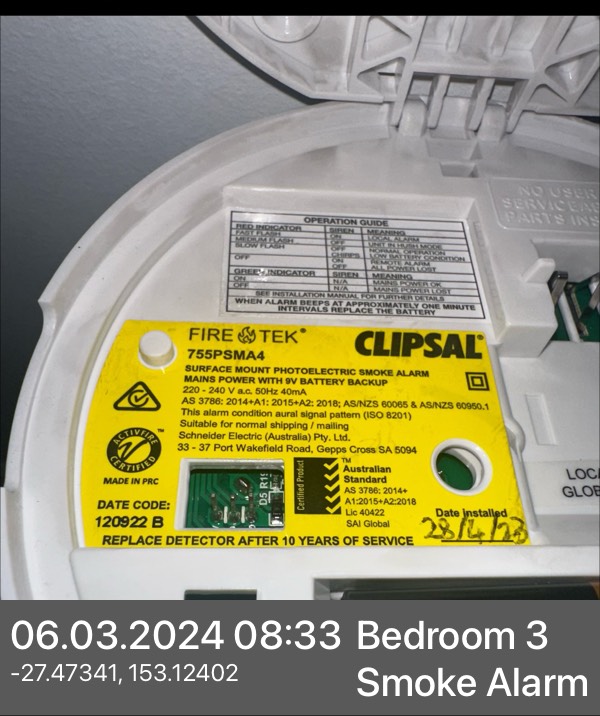 NO USER
SERVICE
PARTS INS
OPERATION GUIDE
RED INDICATOR SIREN MEANING
FAST FLASH ON LOCAL ALARM
MEDIUM FLASH OFF UNIT IN HUSH MODE
SLOW FLASH OFF NORMAL OPERATION
CHIRPS LOW BATTERY CONDITION
OFF ON REMOTE ALARM
OFF ALL POWER LOST
GREEN INDICATOR SIREN MEANING
ON N/A MAINS POWER OK
OFF N/A MAINS POWER LOST
SEE INSTALLATION MANUAL FOR FURTHER DETAILS
WHEN ALARM BEEPS AT APPROXIMATELY ONE MINUTE
INTERVALS REPLACE THE BATTERY
FIRE TEK® CLIPSAL®
755PSMA4
SURFACE MOUNT PHOTOELECTRIC SMOKE ALARM
MAINS POWER WITH 9V BATTERY BACKUP
220 - 240 V a.c. 50Hz 40mA
AS 3786: 2014+A1: 2015+A2: 2018; AS/NZS 60065 & AS/NZS 60950.1
This alarm condition aural signal pattern (ISO 8201)
Suitable for normal shipping / mailing
Schneider Electric (Australia) Pty. Ltd.
33 - 37 Port Wakefield Road, Gepps Cross SA 5094
ACTIVFIRE™
CERTIFIED
MADE IN PRC
DATE CODE:
120922 B
D5 R19
Certified Product
™
Australian
Standard
AS 3786: 2014+
A1:2015+A2:2018
Lic 40422
SAI Global
Date installed
28/4/23
REPLACE DETECTOR AFTER 10 YEARS OF SERVICE
LOCA
GLOB
06.03.2024 08:33
-27.47341, 153.12402
Bedroom 3
Smoke Alarm